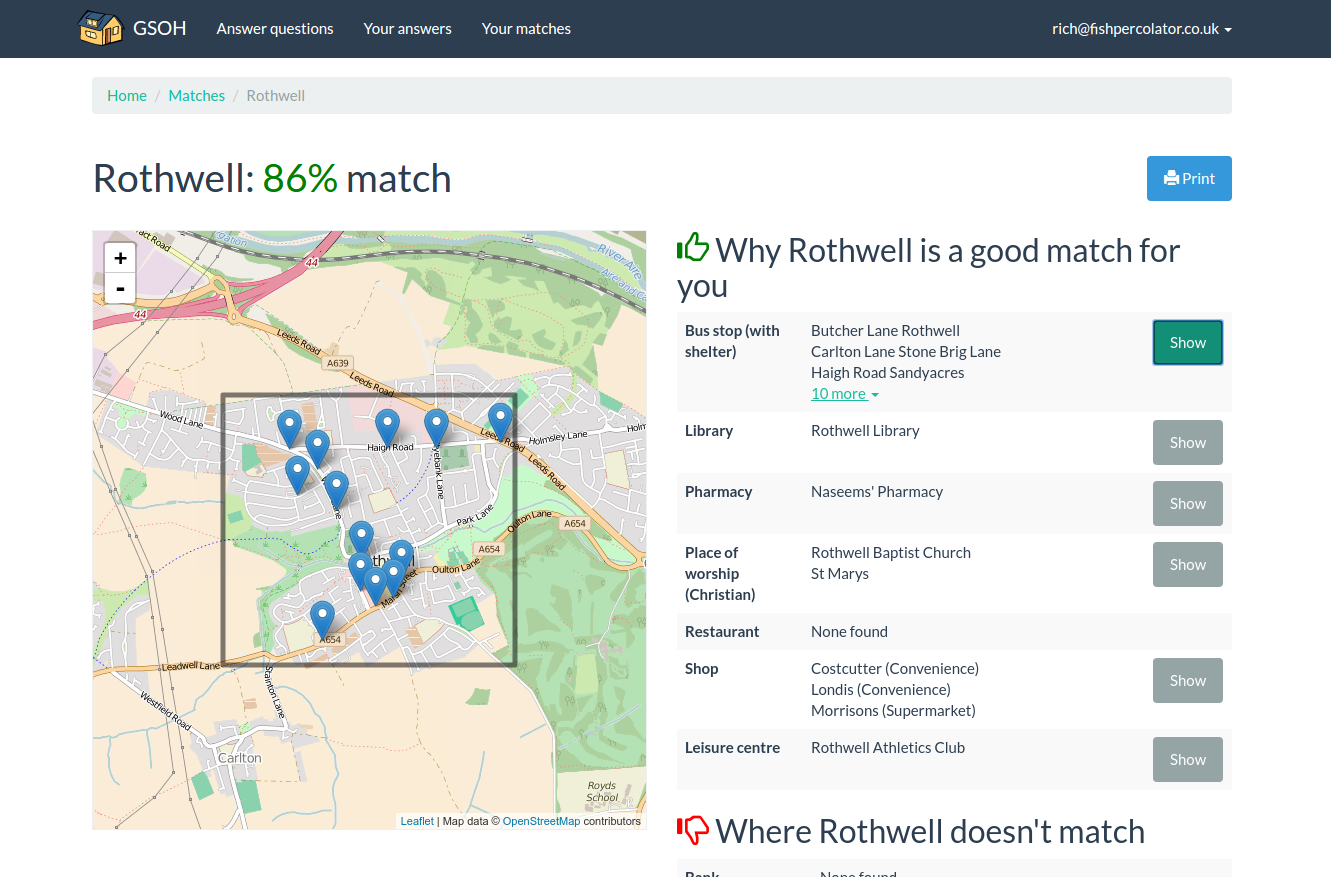 GSOH Answer questions Your answers Your matches rich@fishpercolator.co.uk
Home / Matches / Rothwell
Rothwell: 86% match
Print
+
-
44
44
River Aire
Leeds Road
A639
Leeds Road
Wood Lane
Haigh Road
Leeds Road
Holmsley Lane
Leeds Road
Park Lane
Oulton Lane
A654
A654
Oulton Lane
Marsh Street
A654
Leadwell Lane
Stainton Lane
Westfield Road
Carlton
Royds
School
Leaflet | Map data © OpenStreetMap contributors
Why Rothwell is a good match for
you
Bus stop (with
shelter)
Butcher Lane Rothwell
Carlton Lane Stone Brig Lane
Haigh Road Sandyacres
10 more
Show
Library
Rothwell Library
Show
Pharmacy
Naseems' Pharmacy
Show
Place of
worship
(Christian)
Rothwell Baptist Church
St Marys
Show
Restaurant
None found
Shop
Costcutter (Convenience)
Londis (Convenience)
Morrisons (Supermarket)
Show
Leisure centre
Rothwell Athletics Club
Show
Where Rothwell doesn't match
Bank
None found